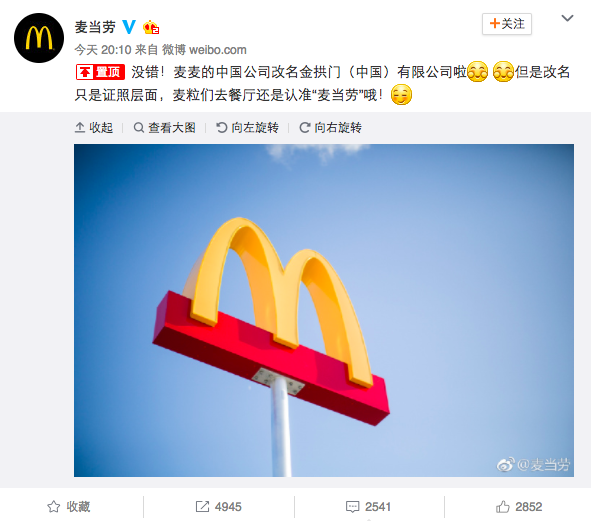 麦当劳
+关注
今天 20:10 来自 微博 weibo.com
置顶 没错！麦麦的中国公司改名金拱门（中国）有限公司啦 但是改名
只是证照层面，麦粒们去餐厅还是认准“麦当劳”哦！
收起 查看大图 向左旋转 向右旋转
@麦当劳
收藏 4945 2541 2852